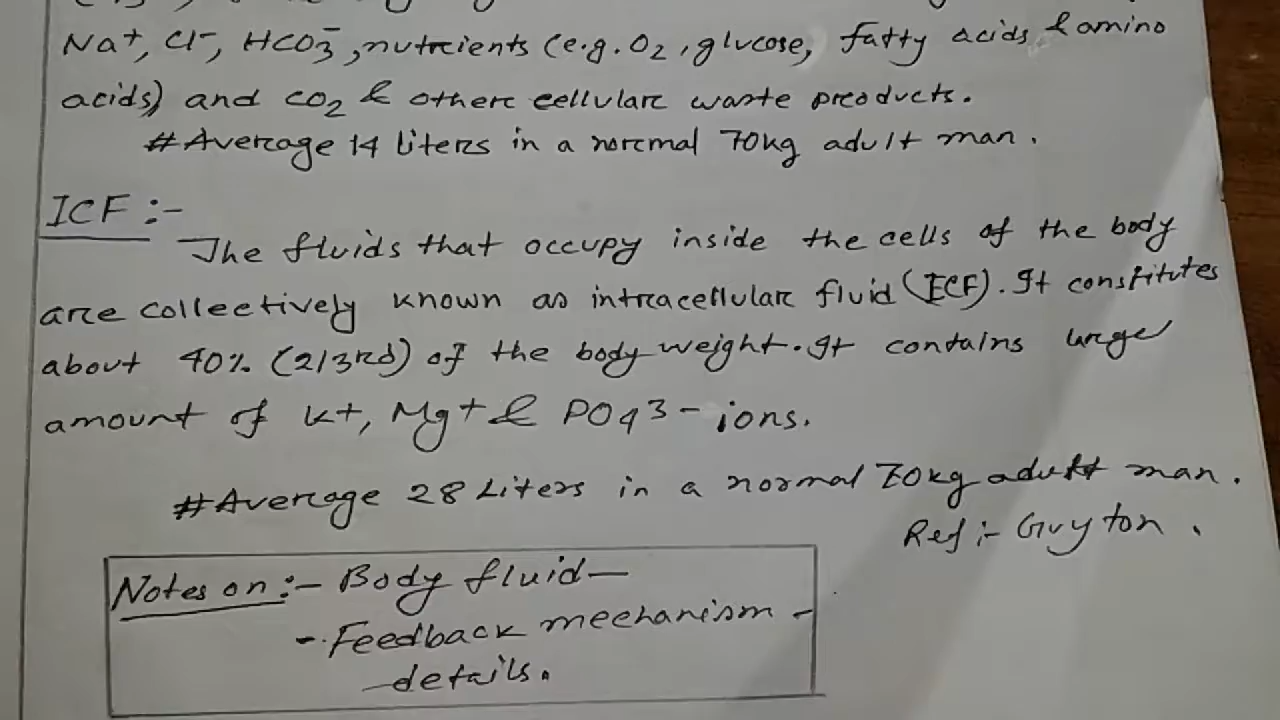 Na+, Cl-, HCO3-, nutrients (e.g. O2, glucose, fatty acids & amino
acids) and CO2 & other cellular waste products.
#Average 14 liters in a normal 70kg adult man.
ICF :-
The fluids that occupy inside the cells of the body
are collectively known as intracellular fluid (ICF). It constitutes
about 40% (2/3rd) of the body weight. It contains large
amount of K+, Mg+ & PO4 3- ions.
#Average 28 Liters in a normal 70kg adult man.
Ref :- Guyton.
Notes on :- Body fluid—
- Feedback mechanism -
details.